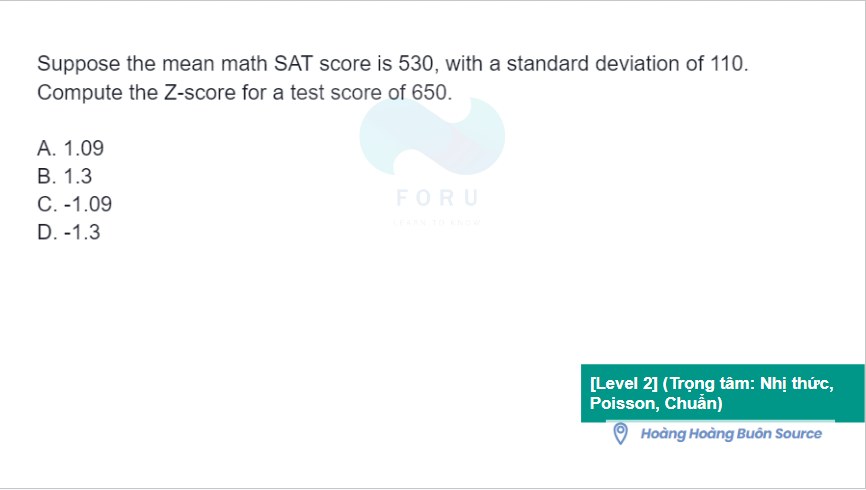 Suppose the mean math SAT score is 530, with a standard deviation of 110.
Compute the Z-score for a test score of 650.
A. 1.09
B. 1.3
C. -1.09
D. -1.3
FORU
[Level 2] (Trọng tâm: Nhị thức,
Poisson, Chuẩn)
Hoàng Hoàng Buôn Source